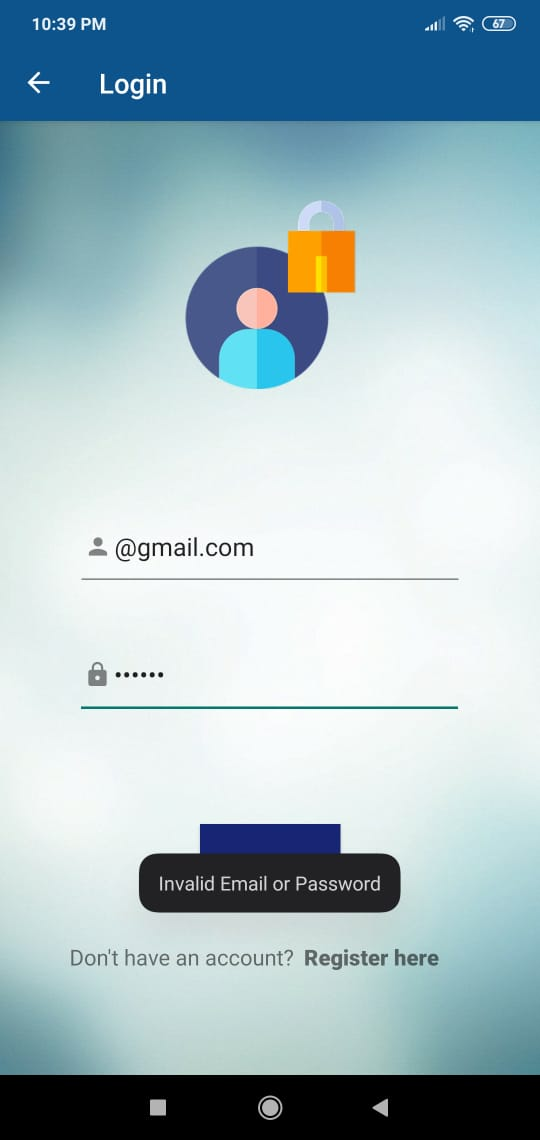 10:39 PM
67
Login
@gmail.com
••••••
Invalid Email or Password
Don't have an account? Register here